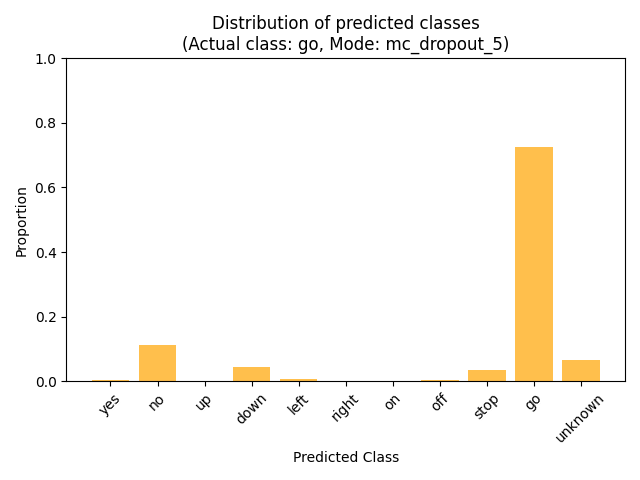 Distribution of predicted classes
(Actual class: go, Mode: mc_dropout_5)
Proportion
1.0
0.8
0.6
0.4
0.2
0.0
yes
no
up
down
left
right
on
off
stop
go
unknown
Predicted Class